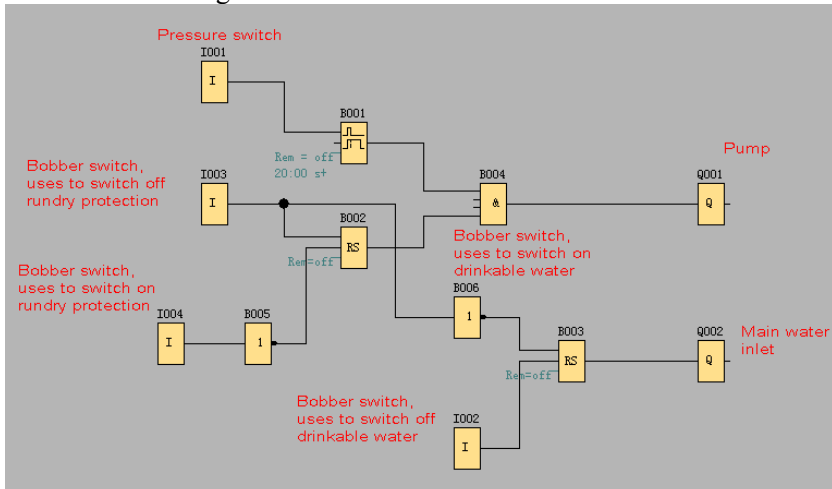 Pressure switch
I001
I
B001
Rem = off
20:00 s+
Bobber switch,
uses to switch off
rundry protection
I003
I
B002
RS
Rem=off
B004
&
Pump
Q001
Q
Bobber switch,
uses to switch on
drinkable water
Bobber switch,
uses to switch on
rundry protection
I004
I
B005
1
B006
1
B003
RS
Rem=off
Q002
Q
Main water
inlet
Bobber switch,
uses to switch off
drinkable water
I002
I